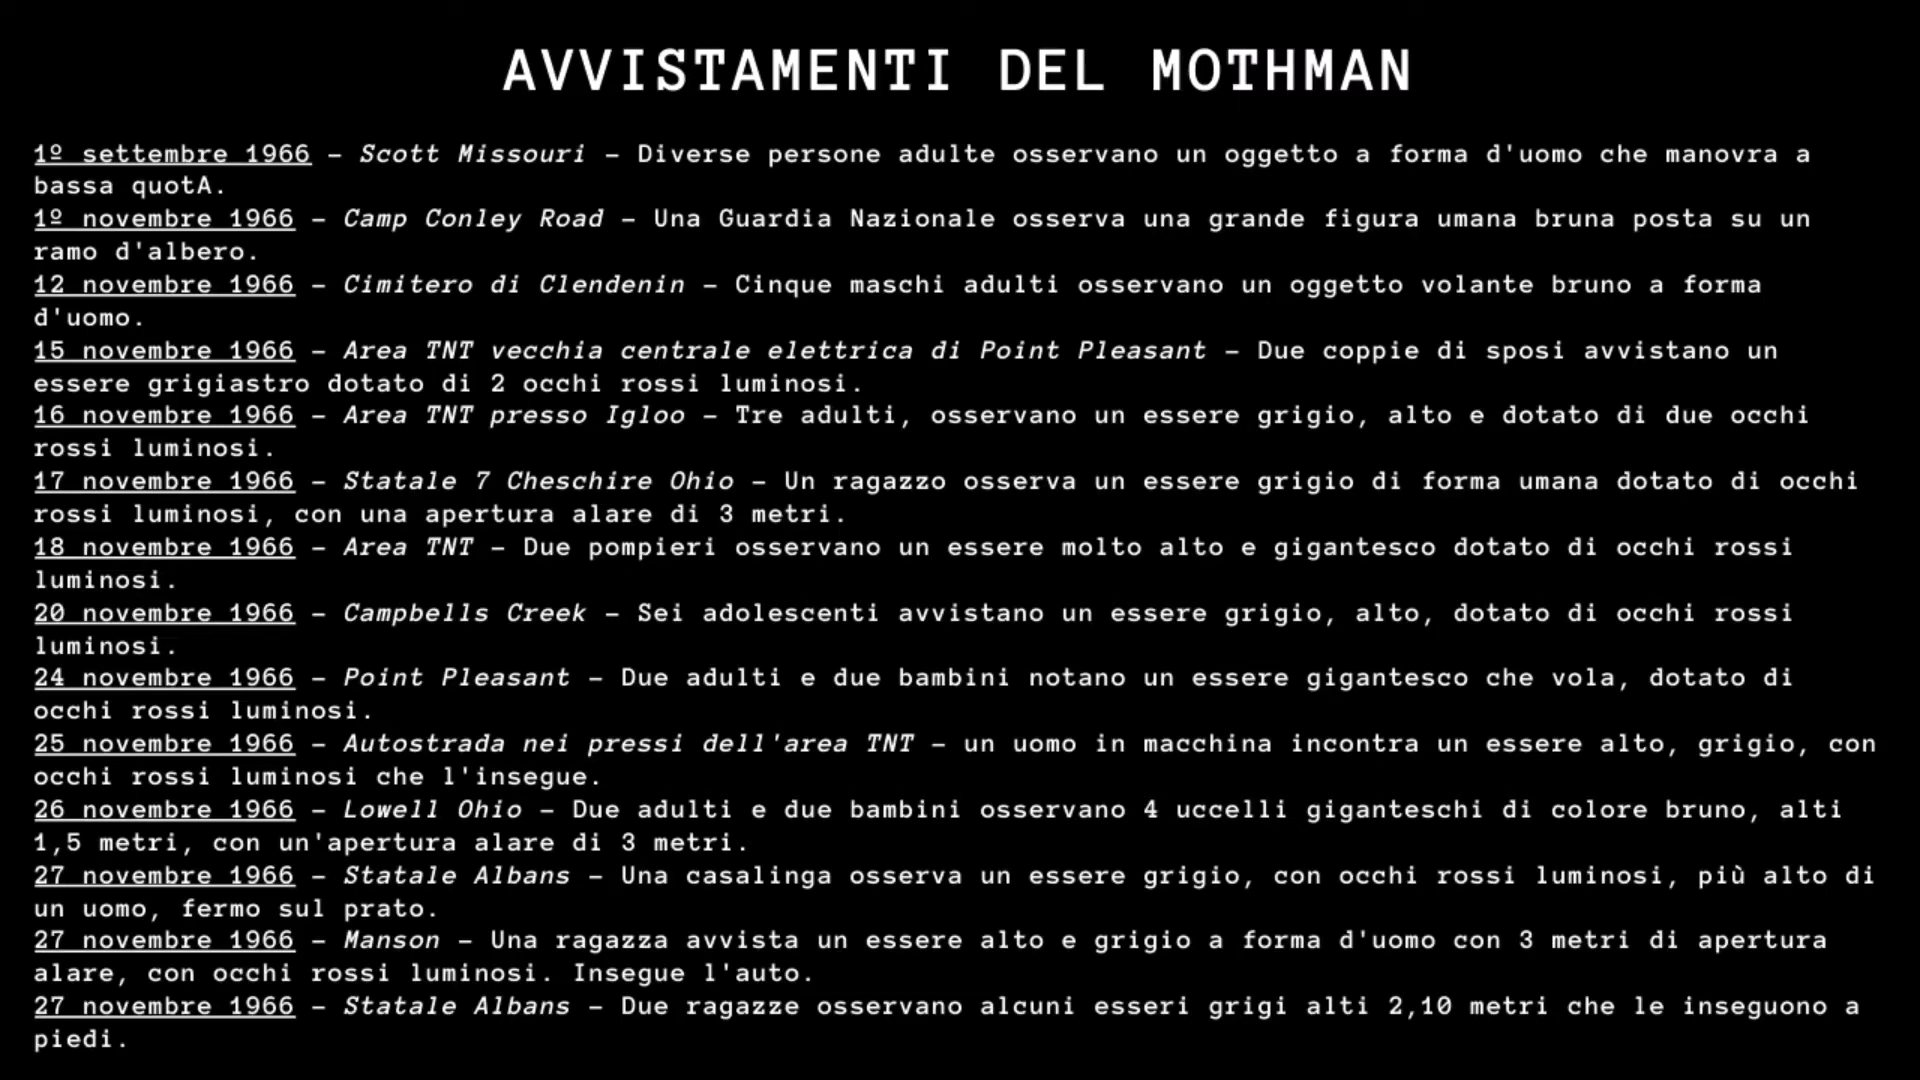 AVVISTAMENTI DEL MOTHMAN
1º settembre 1966 – Scott Missouri – Diverse persone adulte osservano un oggetto a forma d'uomo che manovra a
bassa quotA.
1º novembre 1966 – Camp Conley Road – Una Guardia Nazionale osserva una grande figura umana bruna posta su un
ramo d'albero.
12 novembre 1966 – Cimitero di Clendenin – Cinque maschi adulti osservano un oggetto volante bruno a forma
d'uomo.
15 novembre 1966 – Area TNT vecchia centrale elettrica di Point Pleasant – Due coppie di sposi avvistano un
essere grigiastro dotato di 2 occhi rossi luminosi.
16 novembre 1966 – Area TNT presso Igloo – Tre adulti, osservano un essere grigio, alto e dotato di due occhi
rossi luminosi.
17 novembre 1966 – Statale 7 Cheschire Ohio – Un ragazzo osserva un essere grigio di forma umana dotato di occhi
rossi luminosi, con una apertura alare di 3 metri.
18 novembre 1966 – Area TNT – Due pompieri osservano un essere molto alto e gigantesco dotato di occhi rossi
luminosi.
20 novembre 1966 – Campbells Creek – Sei adolescenti avvistano un essere grigio, alto, dotato di occhi rossi
luminosi.
24 novembre 1966 – Point Pleasant – Due adulti e due bambini notano un essere gigantesco che vola, dotato di
occhi rossi luminosi.
25 novembre 1966 – Autostrada nei pressi dell'area TNT – un uomo in macchina incontra un essere alto, grigio, con
occhi rossi luminosi che l'insegue.
26 novembre 1966 – Lowell Ohio – Due adulti e due bambini osservano 4 uccelli giganteschi di colore bruno, alti
1,5 metri, con un'apertura alare di 3 metri.
27 novembre 1966 – Statale Albans – Una casalinga osserva un essere grigio, con occhi rossi luminosi, più alto di
un uomo, fermo sul prato.
27 novembre 1966 – Manson – Una ragazza avvista un essere alto e grigio a forma d'uomo con 3 metri di apertura
alare, con occhi rossi luminosi. Insegue l'auto.
27 novembre 1966 – Statale Albans – Due ragazze osservano alcuni esseri grigi alti 2,10 metri che le inseguono a
piedi.